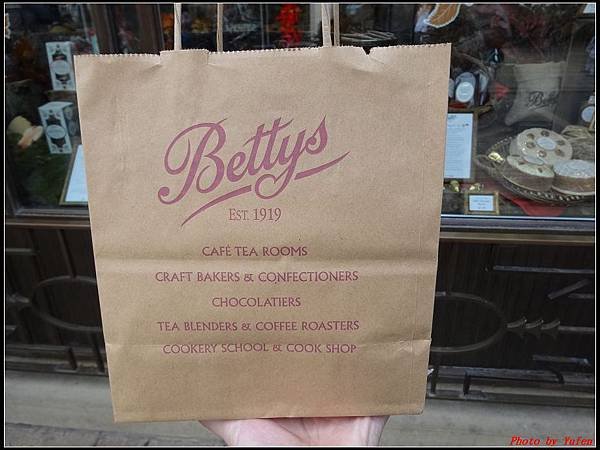 Bettys
EST. 1919
CAFÉ TEA ROOMS
CRAFT BAKERS & CONFECTIONERS
CHOCOLATIERS
TEA BLENDERS & COFFEE ROASTERS
COOKERY SCHOOL & COOK SHOP
Photo by Yufen